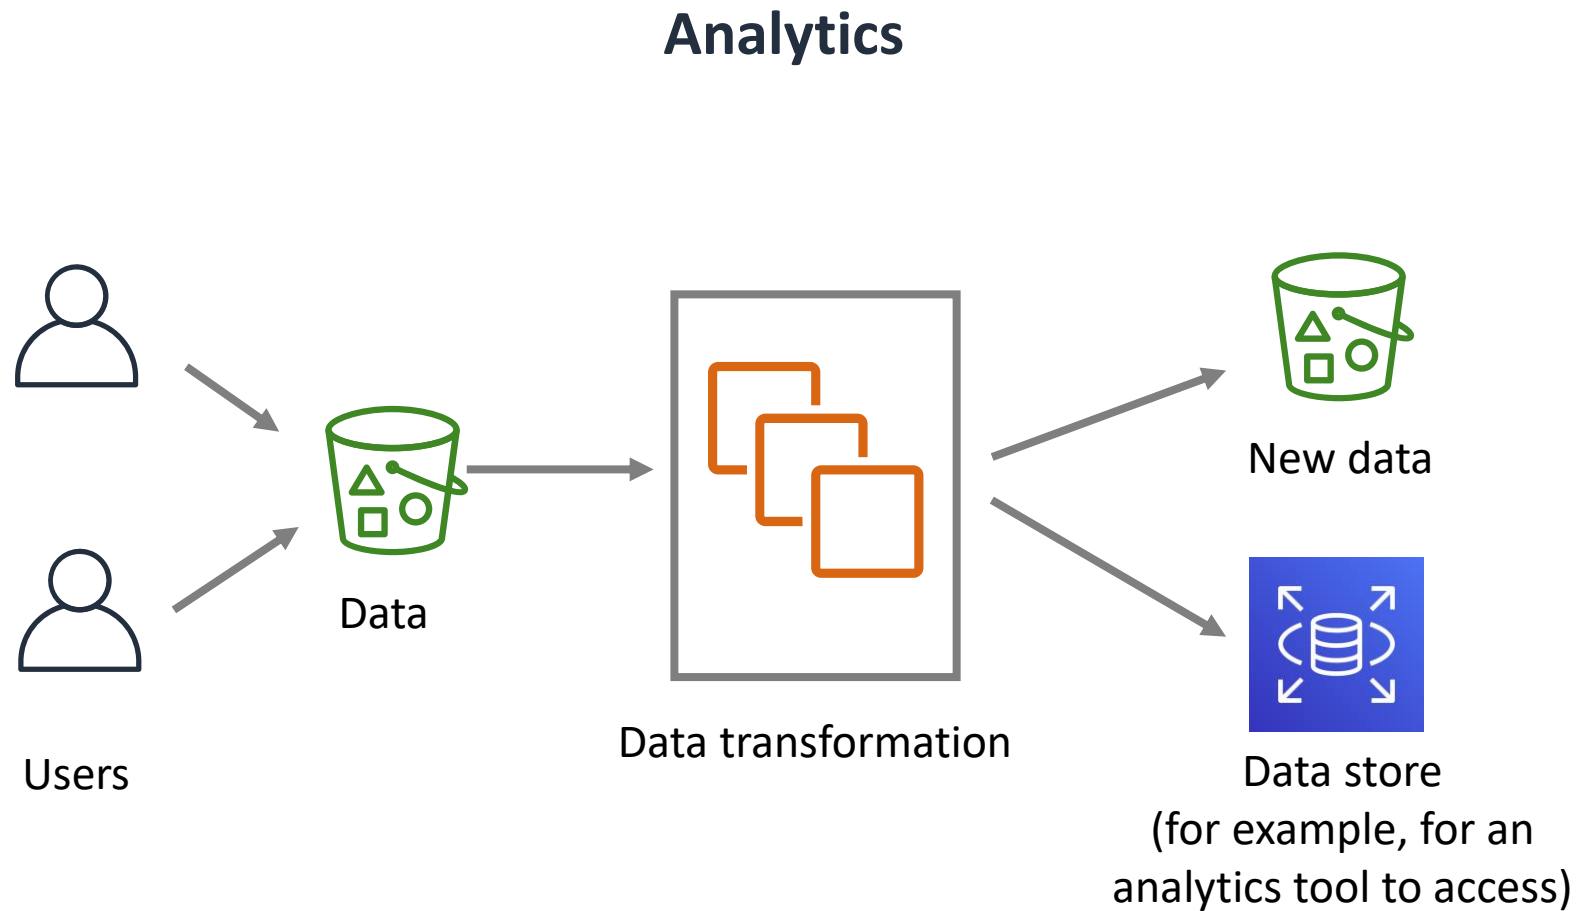 Analytics
Users
Data
Data transformation
New data
Data store
(for example, for an
analytics tool to access)